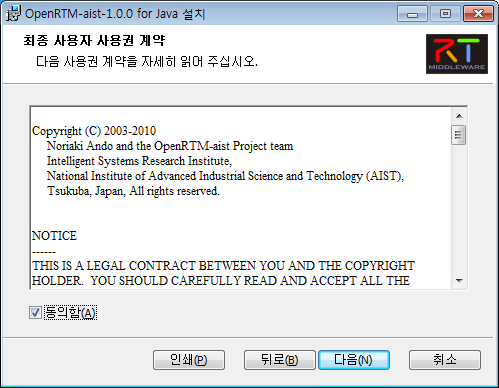 OpenRTM-aist-1.0.0 for Java 설치
최종 사용자 사용권 계약
다음 사용권 계약을 자세히 읽어 주십시오.
RT
MIDDLEWARE
Copyright (C) 2003-2010
Noriaki Ando and the OpenRTM-aist Project team
Intelligent Systems Research Institute,
National Institute of Advanced Industrial Science and Technology (AIST),
Tsukuba, Japan, All rights reserved.
NOTICE
------
THIS IS A LEGAL CONTRACT BETWEEN YOU AND THE COPYRIGHT
HOLDER.  YOU SHOULD CAREFULLY READ AND ACCEPT ALL THE
동의함(A)
인쇄(P) 뒤로(B) 다음(N) 취소